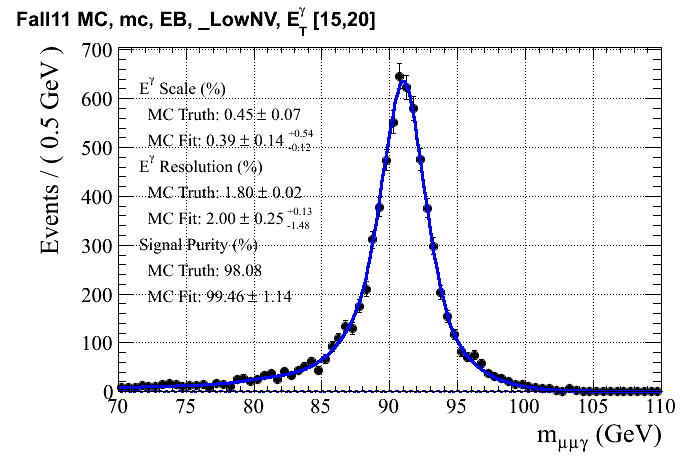 Fall11 MC, mc, EB, _LowNV, E_T^γ [15,20]
Events / ( 0.5 GeV )
700
600
500
400
300
200
100
0
E^γ Scale (%)
MC Truth: 0.45 ± 0.07
MC Fit: 0.39 ± 0.14 +0.54 -0.12
E^γ Resolution (%)
MC Truth: 1.80 ± 0.02
MC Fit: 2.00 ± 0.25 +0.13 -1.48
Signal Purity (%)
MC Truth: 98.08
MC Fit: 99.46 ± 1.14
70 75 80 85 90 95 100 105 110
m_μμγ (GeV)